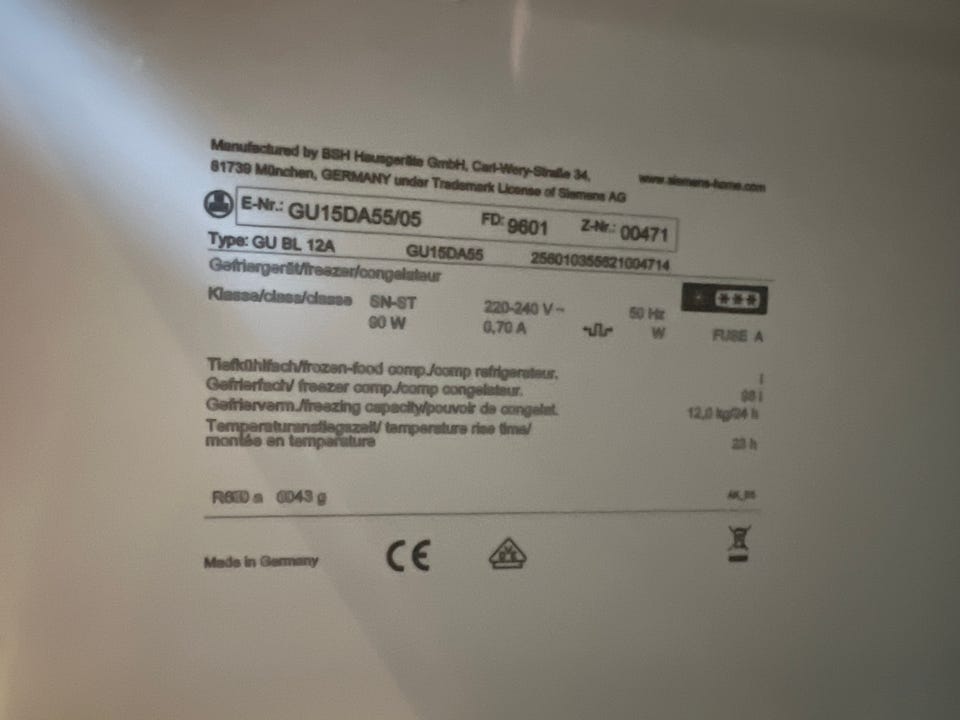 Manufactured by BSH Hausgeräte GmbH, Carl-Wery-Straße 34,
81739 München, GERMANY under Trademark License of Siemens AG
www.siemens-home.com
E-Nr.: GU15DA55/05 FD: 9601 Z-Nr.: 00471
Type: GU BL 12A GU15DA55 256010355621004714
Gefriergerät/freezer/congelateur
Klasse/class/classe SN-ST 220-240 V~ 50 Hz
90 W 0,70 A W FUSE A
Tiefkühlfach/frozen-food comp./comp refrigerateur. l
Gefrierfach/ freezer comp./comp congelateur. 98 l
Gefrierverm./freezing capacity/pouvoir de congelat. 12,0 kg/24 h
Temperaturanstiegszeit/ temperature rise time/
montée en temperature 23 h
Made in Germany
CE